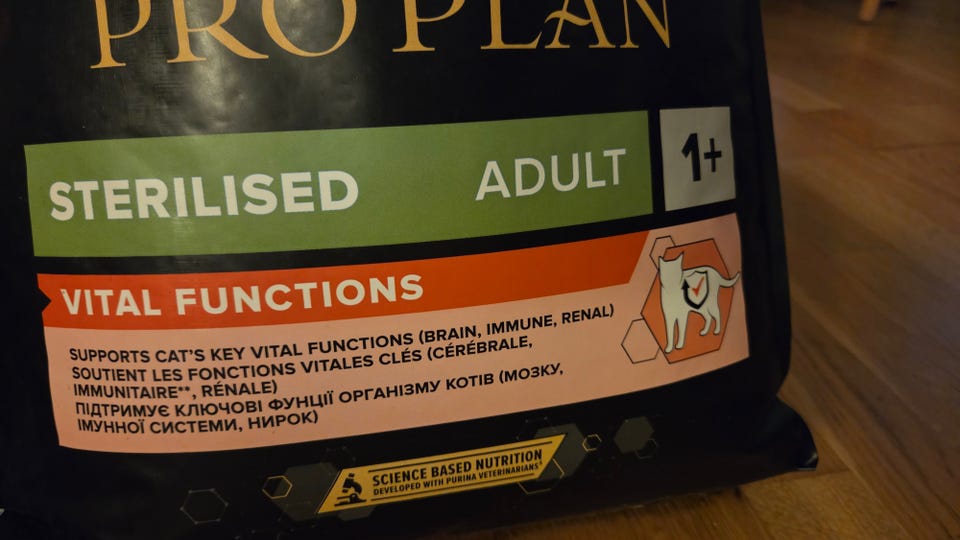 PRO PLAN
STERILISED ADULT 1+
VITAL FUNCTIONS
SUPPORTS CAT'S KEY VITAL FUNCTIONS (BRAIN, IMMUNE, RENAL)
SOUTIENT LES FONCTIONS VITALES CLÉS (CÉRÉBRALE,
IMMUNITAIRE**, RÉNALE)
ПІДТРИМУЄ КЛЮЧОВІ ФУНЦІЇ ОРГАНІЗМУ КОТІВ (МОЗКУ,
ІМУННОЇ СИСТЕМИ, НИРОК)
SCIENCE BASED NUTRITION
DEVELOPED WITH PURINA VETERINARIANS